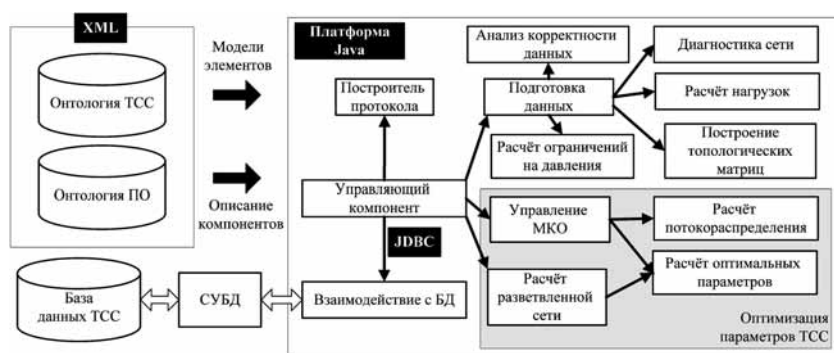 XML
Онтология ТСС
Онтология ПО
Модели
элементов
Описание
компонентов
База
данных ТСС
СУБД
Платформа
Java
Построитель
протокола
Управляющий
компонент
JDBC
Взаимодействие с БД
Анализ корректности
данных
Подготовка
данных
Расчёт ограничений
на давления
Диагностика сети
Расчёт нагрузок
Построение
топологических
матриц
Управление
МКО
Расчёт
потокораспределения
Расчёт
разветвленной
сети
Расчёт оптимальных
параметров
Оптимизация
параметров ТСС